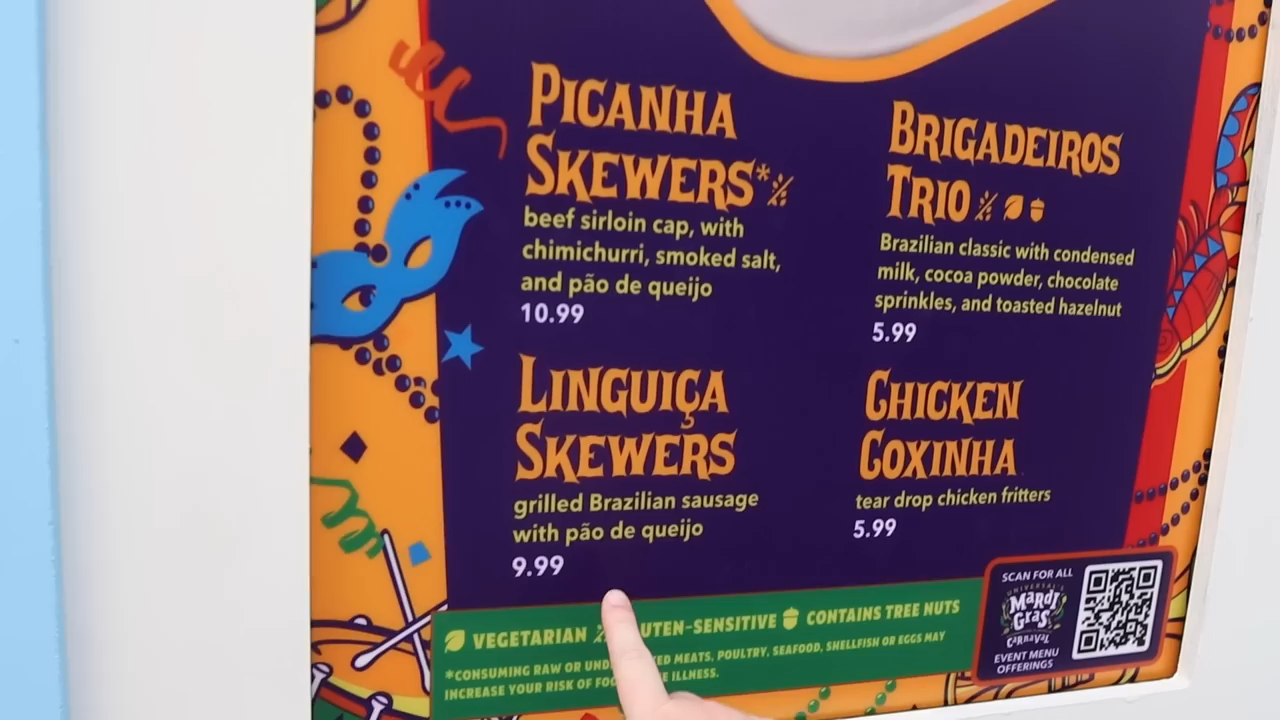 PICANHA
SKEWERS*
beef sirloin cap, with
chimichurri, smoked salt,
and pão de queijo
10.99
LINGUIÇA
SKEWERS
grilled Brazilian sausage
with pão de queijo
9.99
BRIGADEIROS
TRIO
Brazilian classic with condensed
milk, cocoa powder, chocolate
sprinkles, and toasted hazelnut
5.99
CHICKEN
COXINHA
tear drop chicken fritters
5.99
VEGETARIAN UTEN-SENSITIVE CONTAINS TREE NUTS
*CONSUMING RAW OR MEATS, POULTRY, SEAFOOD, SHELLFISH OR EGGS MAY
INCREASE YOUR RISK OF ILLNESS.
SCAN FOR ALL
UNIVERSAL'S
MARDI
GRAS
CARNAVAL
EVENT MENU
OFFERINGS